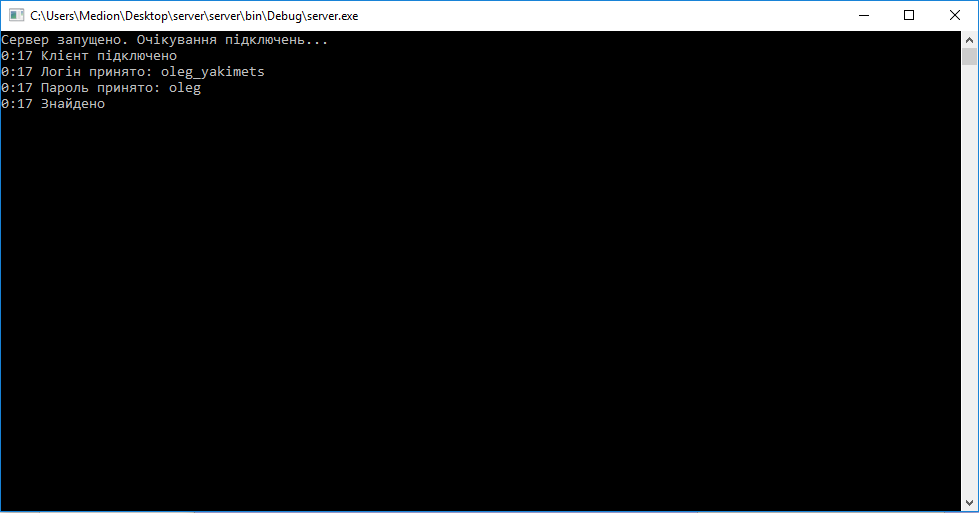 C:\Users\Medion\Desktop\server\server\bin\Debug\server.exe
Сервер запущено. Очікування підключень...
0:17 Клієнт підключено
0:17 Логін принято: oleg_yakimets
0:17 Пароль принято: oleg
0:17 Знайдено